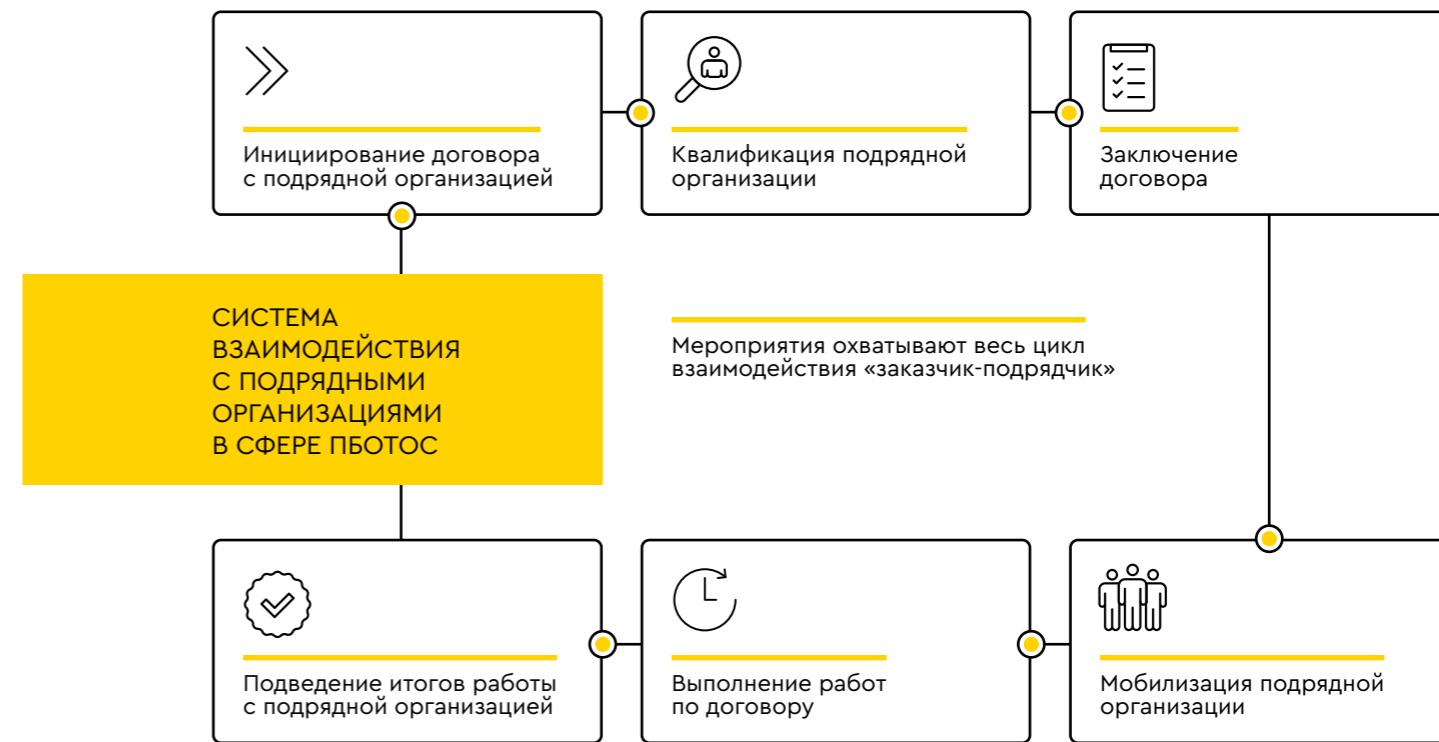 Инициирование договора
с подрядной организацией
Квалификация подрядной
организации
Заключение
договора
СИСТЕМА
ВЗАИМОДЕЙСТВИЯ
С ПОДРЯДНЫМИ
ОРГАНИЗАЦИЯМИ
В СФЕРЕ ПБОТОС
Мероприятия охватывают весь цикл
взаимодействия «заказчик-подрядчик»
Подведение итогов работы
с подрядной организацией
Выполнение работ
по договору
Мобилизация подрядной
организации